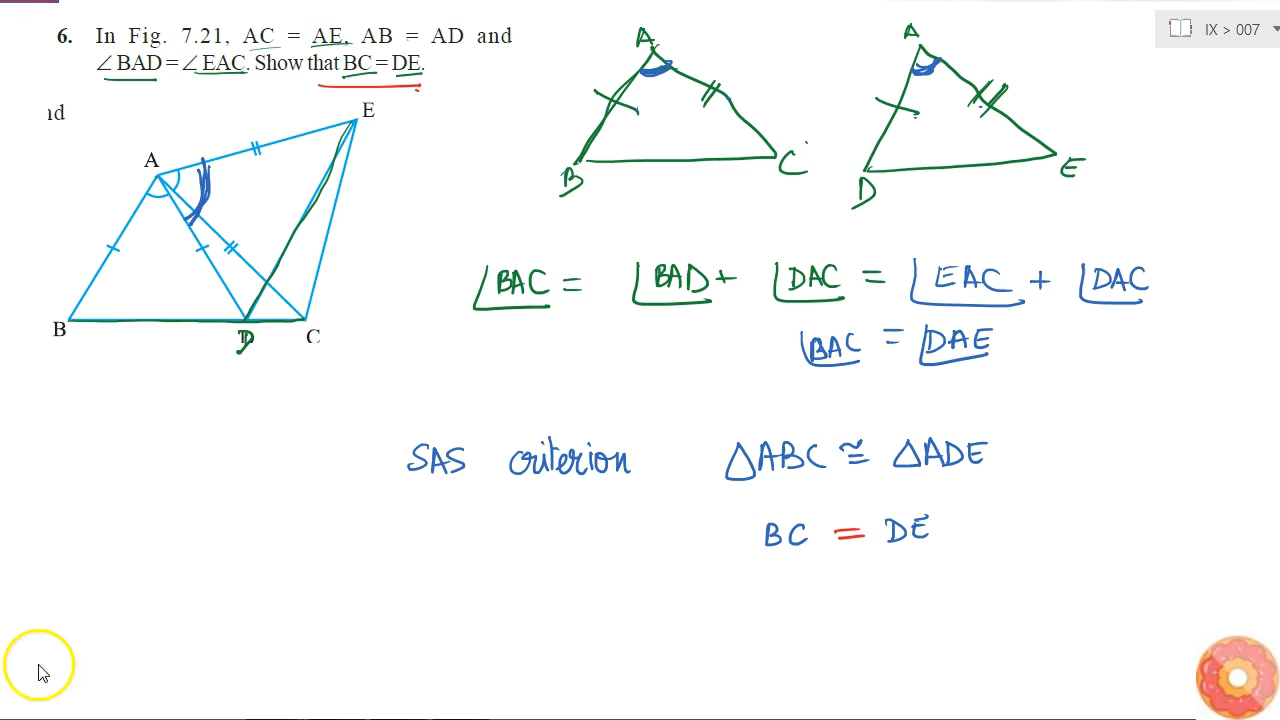 6. In Fig. 7.21, AC = AE, AB = AD and
∠BAD = ∠EAC. Show that BC = DE.
nd
E
A
B
D
C
A
B
C
A
D
E
IX > 007
∠BAC = ∠BAD + ∠DAC = ∠EAC + ∠DAC
∠BAC = ∠DAE
SAS criterion △ABC ≅ △ADE
BC = DE